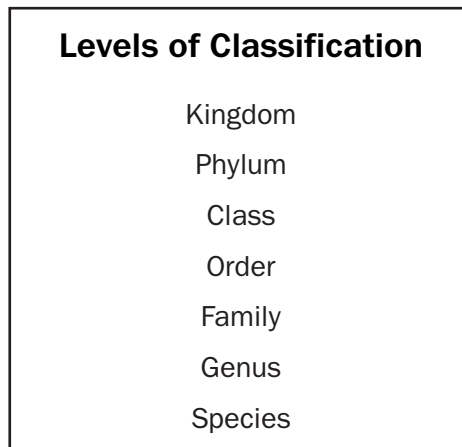 Levels of Classification
Kingdom
Phylum
Class
Order
Family
Genus
Species